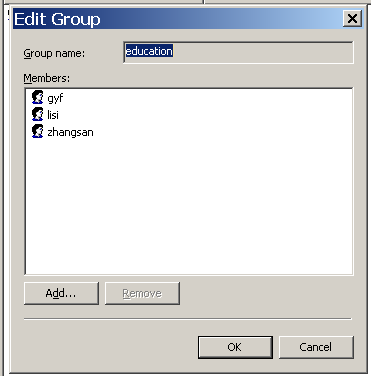 Edit Group
Group name: education
Members:
gyf
lisi
zhangsan
Add... Remove
OK Cancel